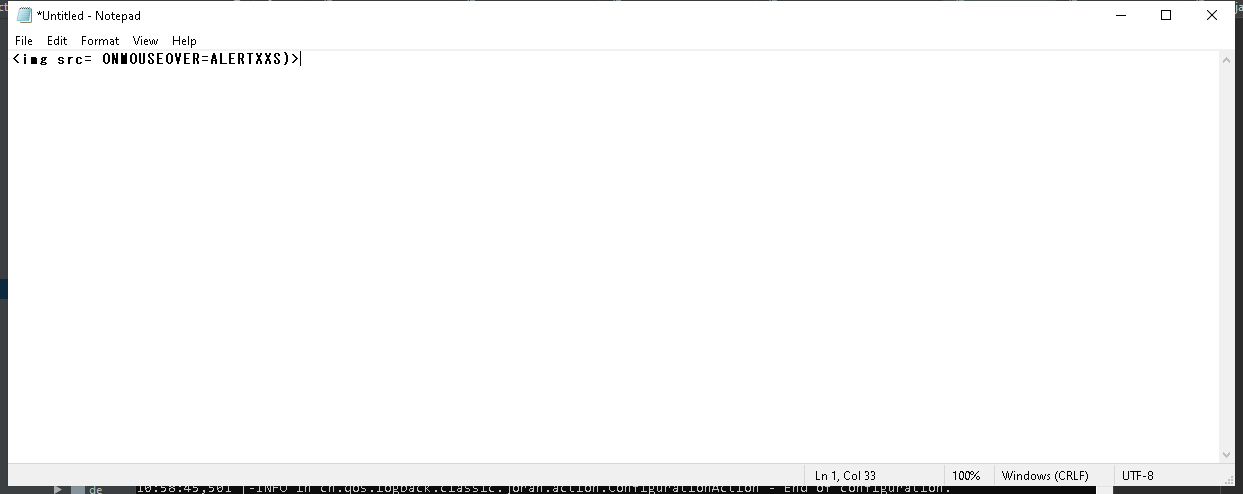 *Untitled - Notepad
File Edit Format View Help
<img src= ONMOUSEOVER=ALERTXXS)>
Ln 1, Col 33 100% Windows (CRLF) UTF-8
de 10:58:45,501 |-INFO in ch.qos.logback.classic.joran.action.ConfigurationAction - End of configuration.